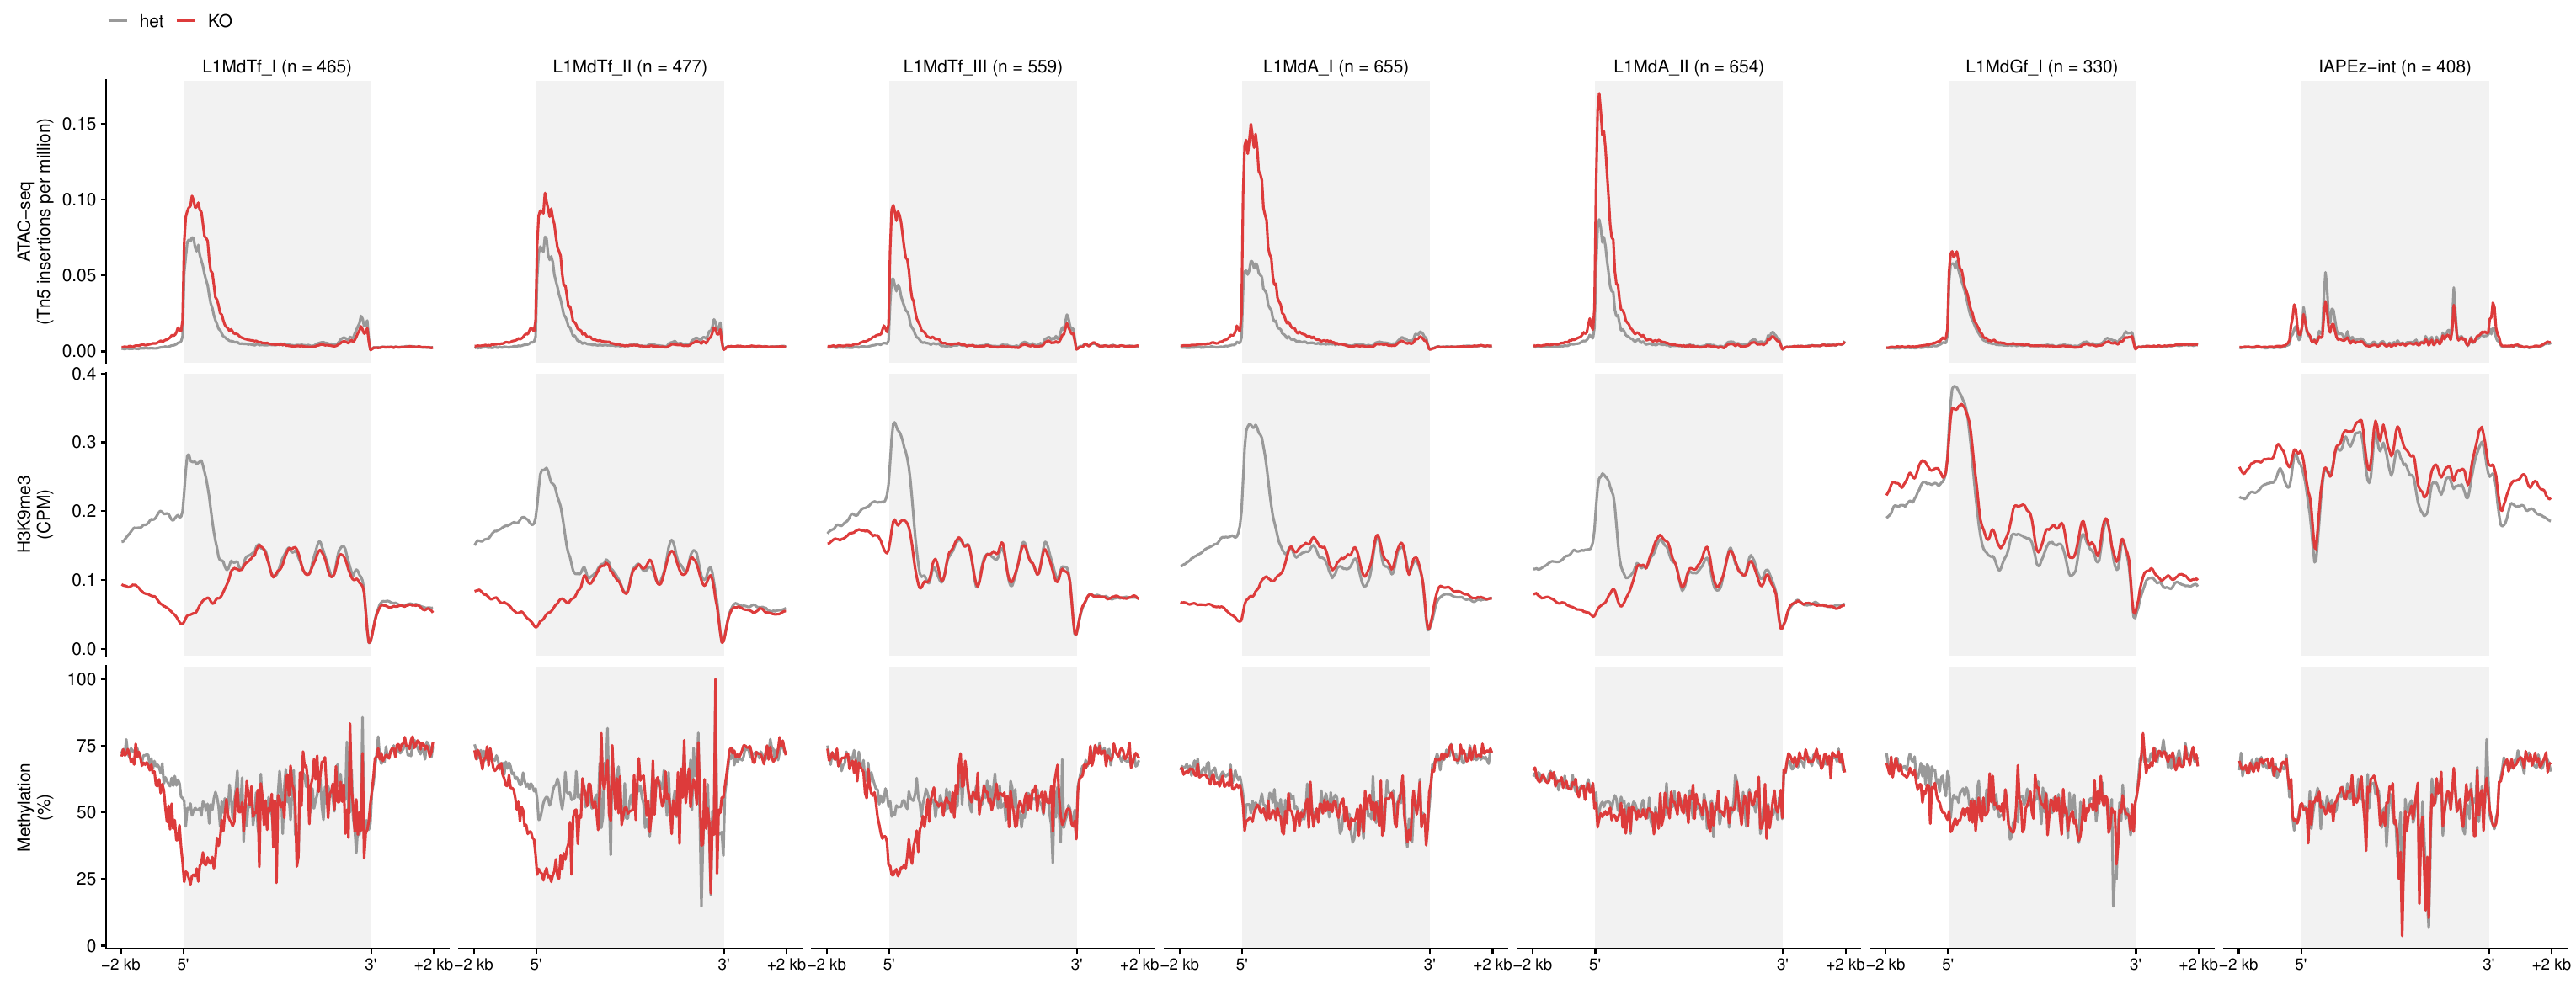 het KO
L1MdTf_I (n = 465) L1MdTf_II (n = 477) L1MdTf_III (n = 559) L1MdA_I (n = 655) L1MdA_II (n = 654) L1MdGf_I (n = 330) IAPEz−int (n = 408)
ATAC−seq
(Tn5 insertions per million)
0.15
0.10
0.05
0.00
H3K9me3
(CPM)
0.4
0.3
0.2
0.1
0.0
Methylation
(%)
100
75
50
25
0
−2 kb 5' 3' +2 kb −2 kb 5' 3' +2 kb −2 kb 5' 3' +2 kb −2 kb 5' 3' +2 kb −2 kb 5' 3' +2 kb −2 kb 5' 3' +2 kb −2 kb 5' 3' +2 kb